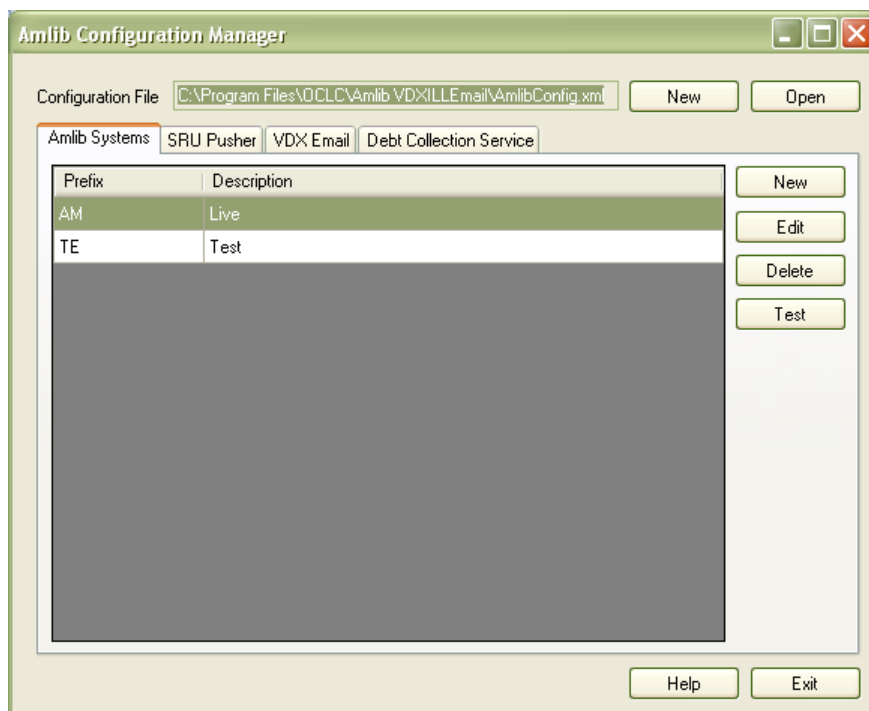 Amlib Configuration Manager
Configuration File C:\Program Files\OCLC\Amlib VDXILLEmail\AmlibConfig.xml New Open
Amlib Systems SRU Pusher VDX Email Debt Collection Service
Prefix Description New
AM Live Edit
TE Test
Delete
Test
Help Exit